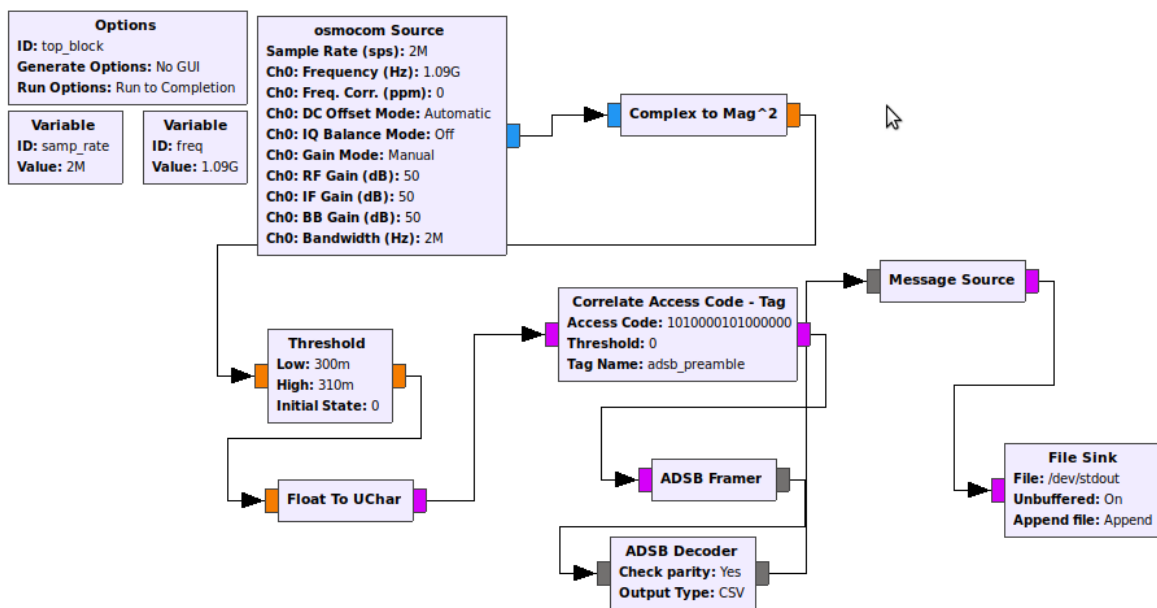 Options
ID: top_block
Generate Options: No GUI
Run Options: Run to Completion
Variable
ID: samp_rate
Value: 2M
Variable
ID: freq
Value: 1.09G
osmocom Source
Sample Rate (sps): 2M
Ch0: Frequency (Hz): 1.09G
Ch0: Freq. Corr. (ppm): 0
Ch0: DC Offset Mode: Automatic
Ch0: IQ Balance Mode: Off
Ch0: Gain Mode: Manual
Ch0: RF Gain (dB): 50
Ch0: IF Gain (dB): 50
Ch0: BB Gain (dB): 50
Ch0: Bandwidth (Hz): 2M
Complex to Mag^2
Threshold
Low: 300m
High: 310m
Initial State: 0
Float To UChar
Correlate Access Code - Tag
Access Code: 1010000101000000
Threshold: 0
Tag Name: adsb_preamble
ADSB Framer
ADSB Decoder
Check parity: Yes
Output Type: CSV
Message Source
File Sink
File: /dev/stdout
Unbuffered: On
Append file: Append